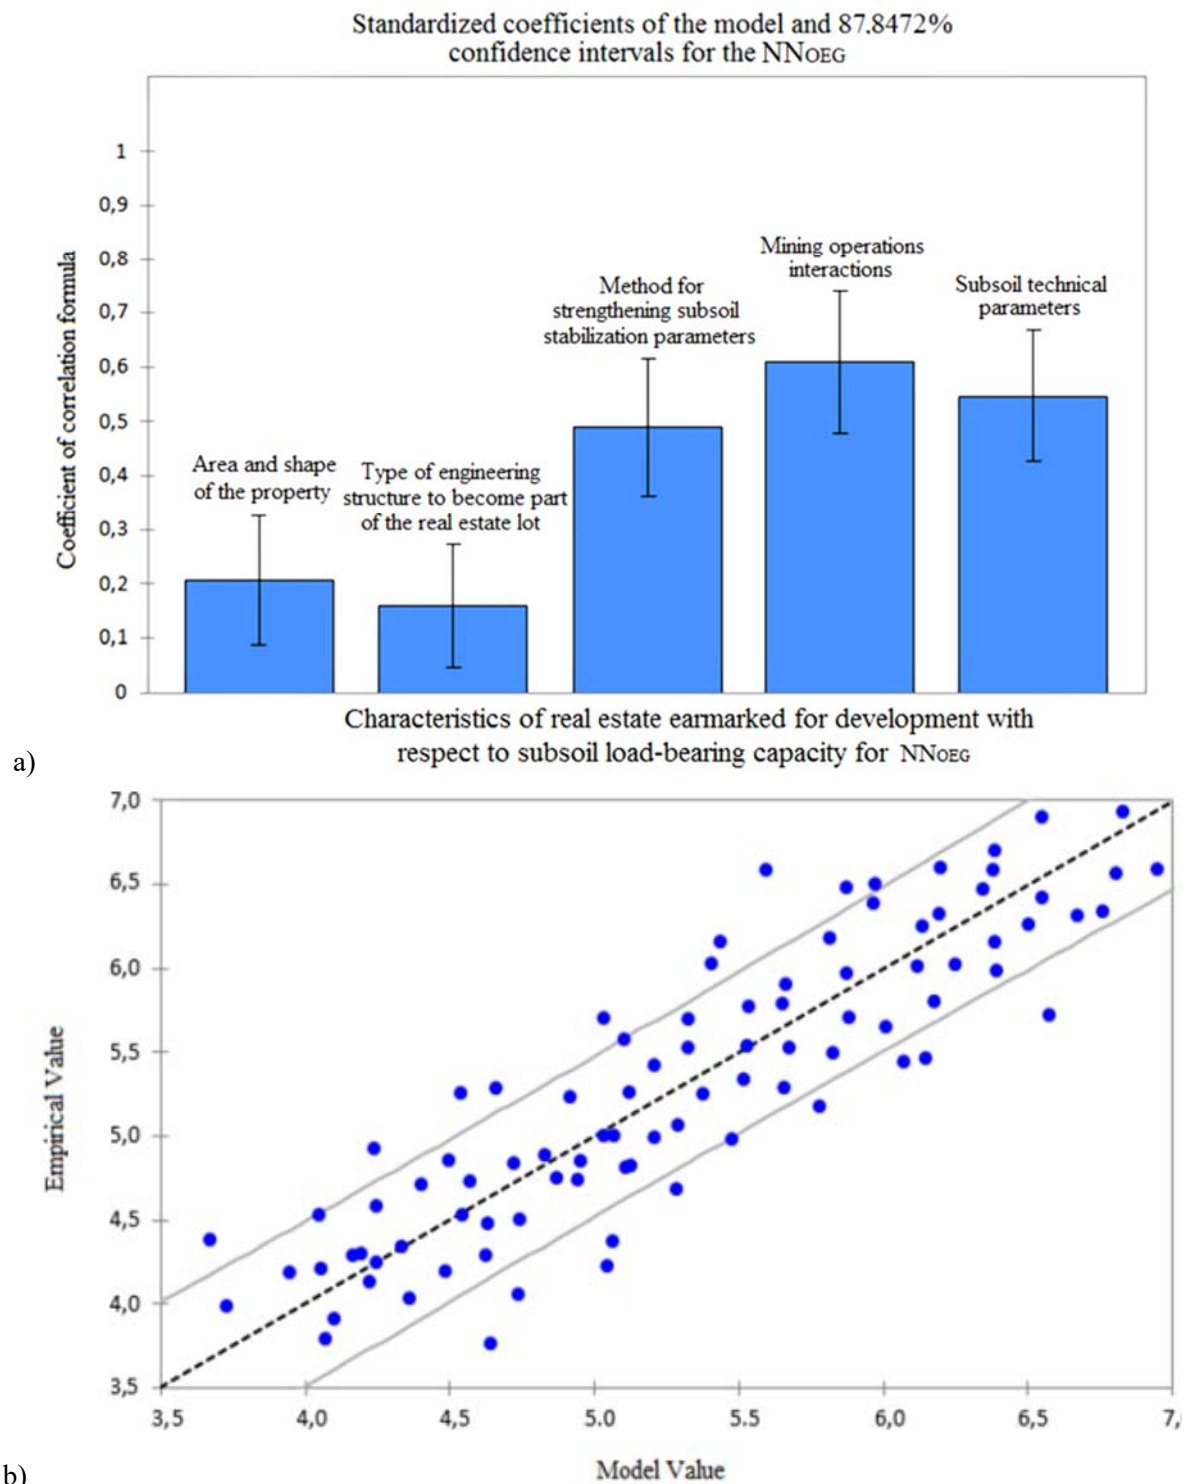 Standardized coefficients of the model and 87.8472%
confidence intervals for the NNOEG
Coefficient of correlation formula
1
0,9
0,8
0,7
0,6
0,5
0,4
0,3
0,2
0,1
0
Area and shape
of the property
Type of engineering
structure to become part
of the real estate lot
Method for
strengthening subsoil
stabilization parameters
Mining operations
interactions
Subsoil technical
parameters
Characteristics of real estate earmarked for development with
respect to subsoil load-bearing capacity for NNOEG
a)
Empirical Value
7,0
6,5
6,0
5,5
5,0
4,5
4,0
3,5
3,5 4,0 4,5 5.0 5.5 6,0 6,5 7,
Model Value
b)